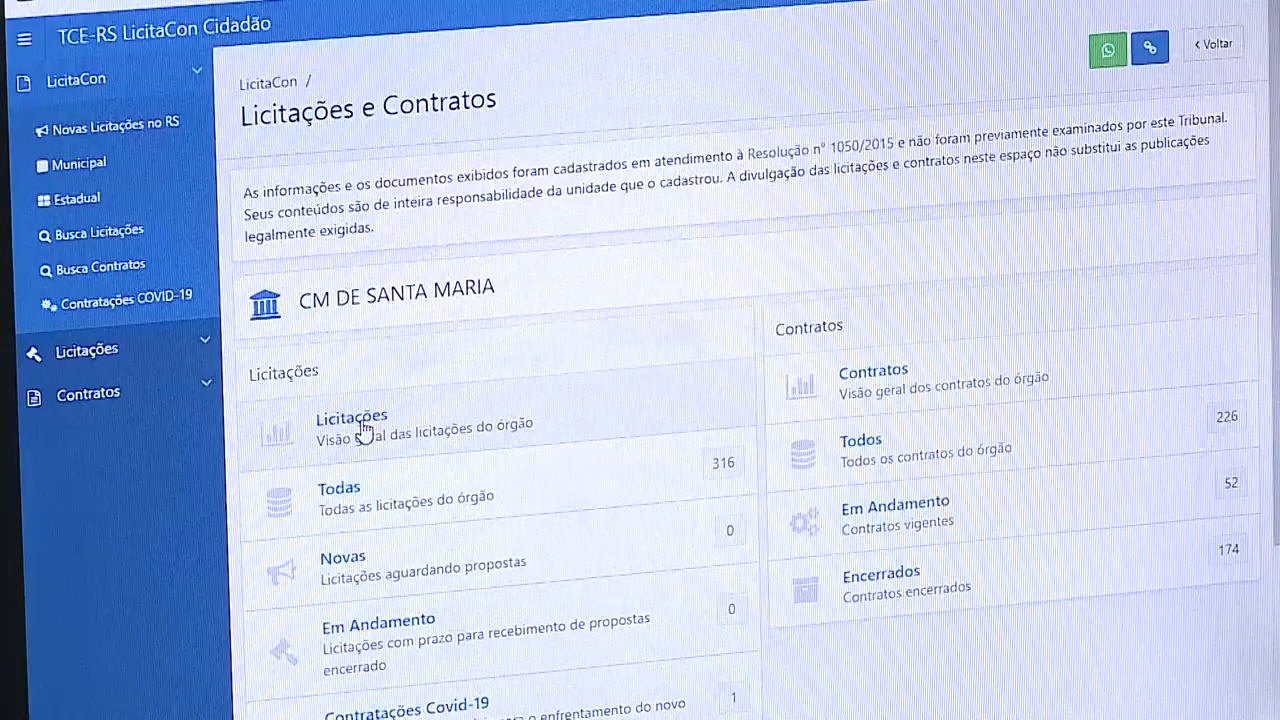 TCE-RS LicitaCon Cidadão
LicitaCon
Novas Licitações no RS
Municipal
Estadual
Busca Licitações
Busca Contratos
Contratações COVID-19
Licitações
Contratos
Voltar
LicitaCon /
Licitações e Contratos
As informações e os documentos exibidos foram cadastrados em atendimento à Resolução nº 1050/2015 e não foram previamente examinados por este Tribunal.
Seus conteúdos são de inteira responsabilidade da unidade que o cadastrou. A divulgação das licitações e contratos neste espaço não substitui as publicações
legalmente exigidas.
CM DE SANTA MARIA
Licitações
Licitações
Visão das licitações do órgão
Todas
316
Todas as licitações do órgão
Novas
0
Licitações aguardando propostas
Em Andamento
0
Licitações com prazo para recebimento de propostas
encerrado
Contratações Covid-19
1
o enfrentamento do novo
Contratos
Contratos
Visão geral dos contratos do órgão
Todos
226
Todos os contratos do órgão
Em Andamento
52
Contratos vigentes
Encerrados
174
Contratos encerrados